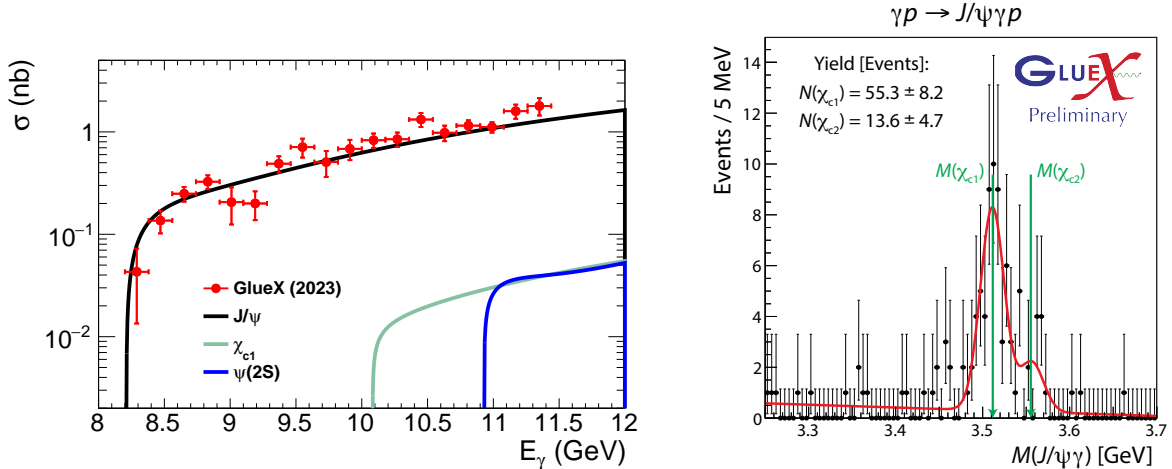 σ (nb)
1
10⁻¹
10⁻²
GlueX (2023)
J/ψ
χc1
ψ(2S)
8 8.5 9 9.5 10 10.5 11 11.5 12
Eγ (GeV)
γp → J/ψγp
Events / 5 MeV
14
12
10
8
6
4
2
0
Yield [Events]:
N(χc1) = 55.3 ± 8.2
N(χc2) = 13.6 ± 4.7
GLUEX
Preliminary
M(χc1)
M(χc2)
3.3 3.4 3.5 3.6 3.7
M(J/ψγ) [GeV]